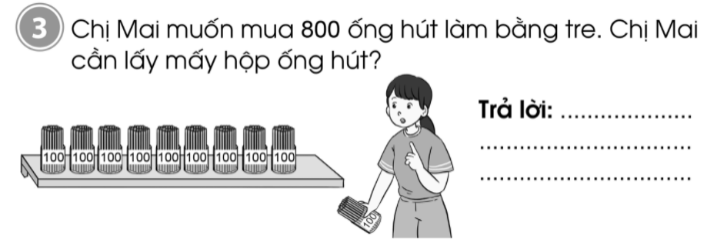 3 Chị Mai muốn mua 800 ống hút làm bằng tre. Chị Mai
cần lấy mấy hộp ống hút?
Trả lời: ......................
...................................
...................................
100 100 100 100 100 100 100 100 100
100